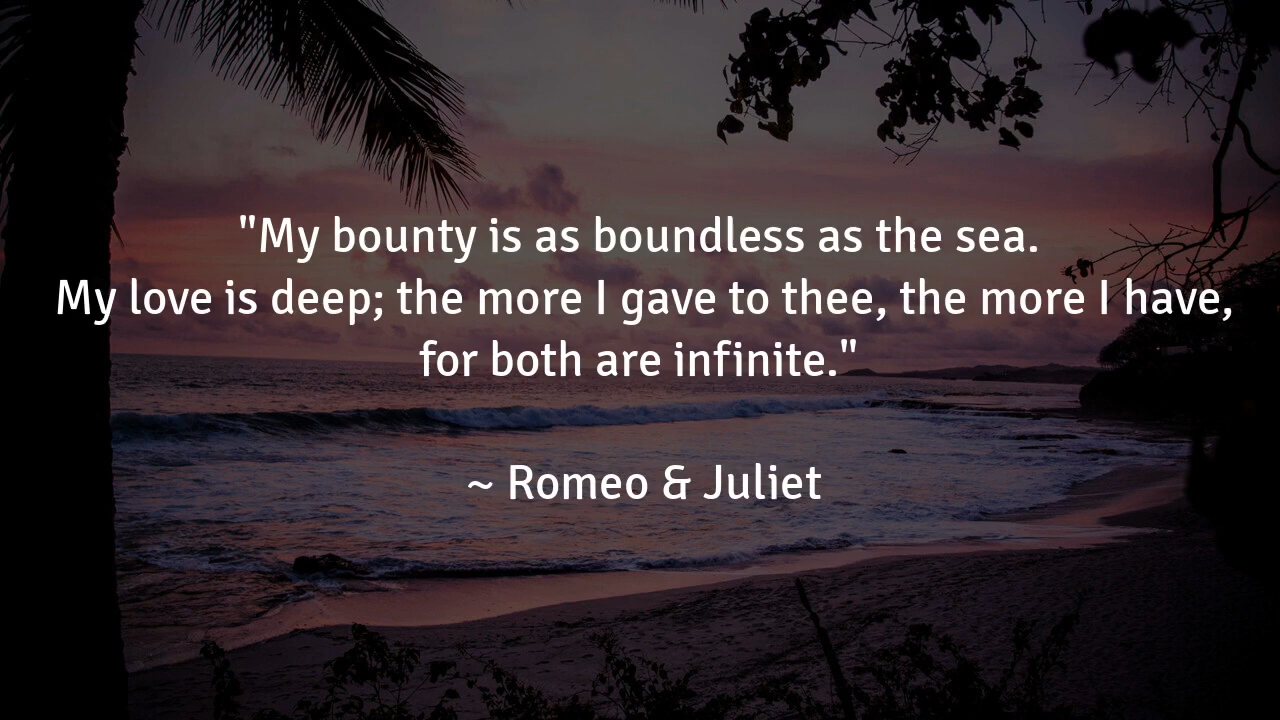 "My bounty is as boundless as the sea.
My love is deep; the more I gave to thee, the more I have,
for both are infinite."
~ Romeo & Juliet